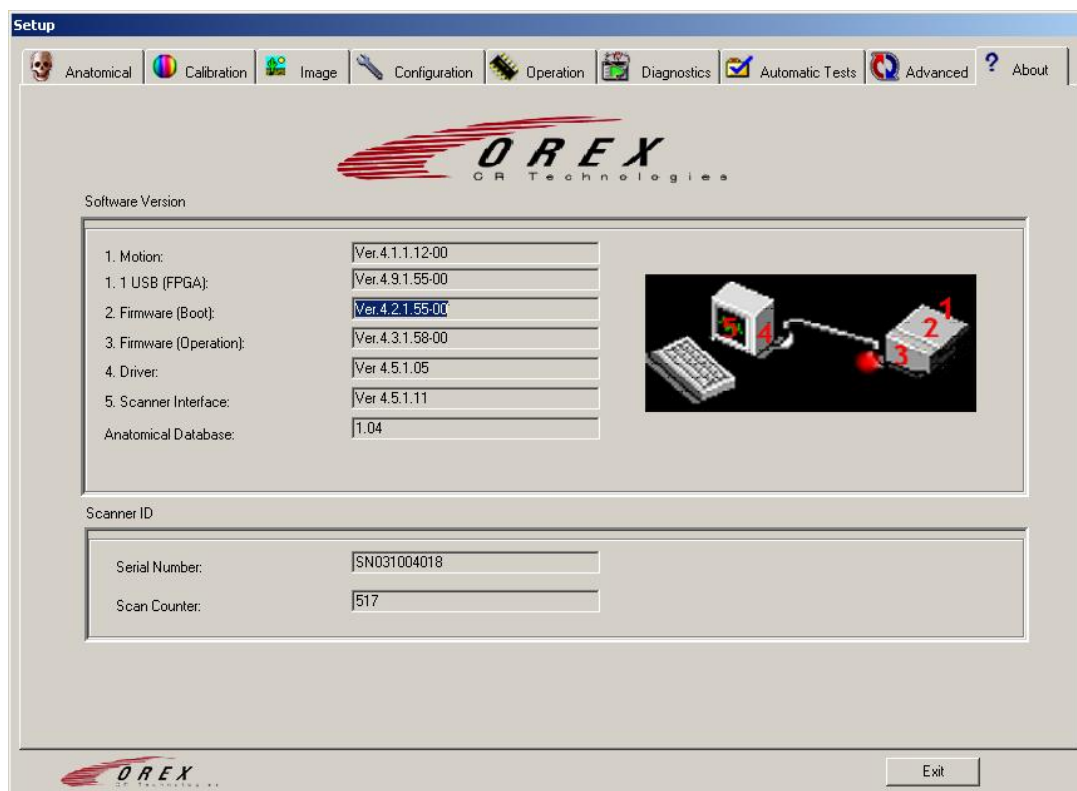 Setup
Anatomical Calibration Image Configuration Operation Diagnostics Automatic Tests Advanced ? About
OREX
CR Technologies
Software Version
1. Motion: Ver.4.1.1.12-00
1. 1 USB (FPGA): Ver.4.9.1.55-00
2. Firmware (Boot): Ver.4.2.1.55-00
3. Firmware (Operation): Ver.4.3.1.58-00
4. Driver: Ver 4.5.1.05
5. Scanner Interface: Ver 4.5.1.11
Anatomical Database: 1.04
5 4 1 2 3
Scanner ID
Serial Number: SN031004018
Scan Counter: 517
OREX
CR Technologies
Exit